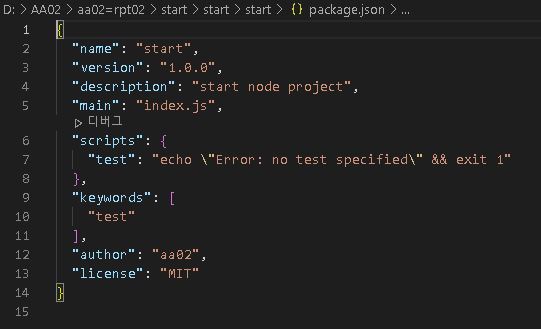 D: > AA02 > aa02=rpt02 > start > start > start > {} package.json > ...
1 {
2 "name": "start",
3 "version": "1.0.0",
4 "description": "start node project",
5 "main": "index.js",
▷ 디버그
6 "scripts": {
7 "test": "echo \"Error: no test specified\" && exit 1"
8 },
9 "keywords": [
10 "test"
11 ],
12 "author": "aa02",
13 "license": "MIT"
14 }
15